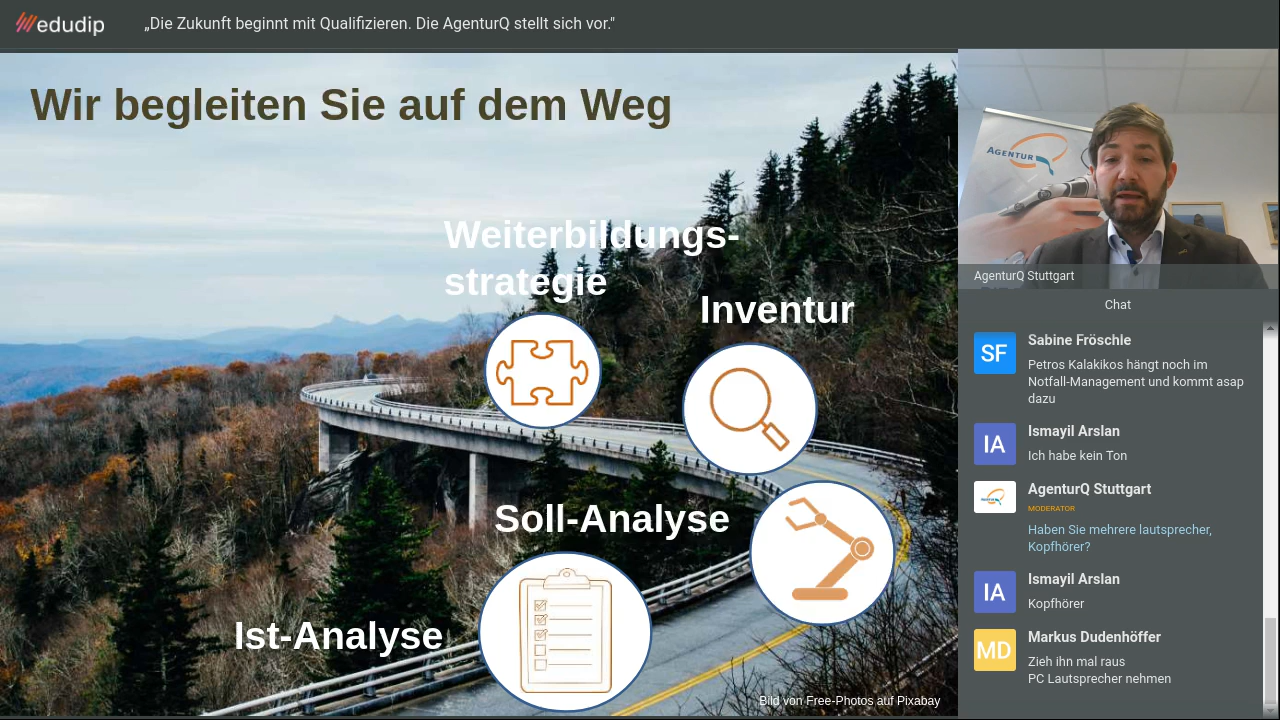 edudip
„Die Zukunft beginnt mit Qualifizieren. Die AgenturQ stellt sich vor."
Wir begleiten Sie auf dem Weg
Weiterbildungs-
strategie
Inventur
Soll-Analyse
Ist-Analyse
Bild von Free-Photos auf Pixabay
AGENTUR
AgenturQ Stuttgart
Chat
SF
Sabine Fröschle
Petros Kalakikos hängt noch im
Notfall-Management und kommt asap
dazu
IA
Ismayil Arslan
Ich habe kein Ton
AgenturQ Stuttgart
MODERATOR
Haben Sie mehrere lautsprecher,
Kopfhörer?
IA
Ismayil Arslan
Kopfhörer
MD
Markus Dudenhöffer
Zieh ihn mal raus
PC Lautsprecher nehmen